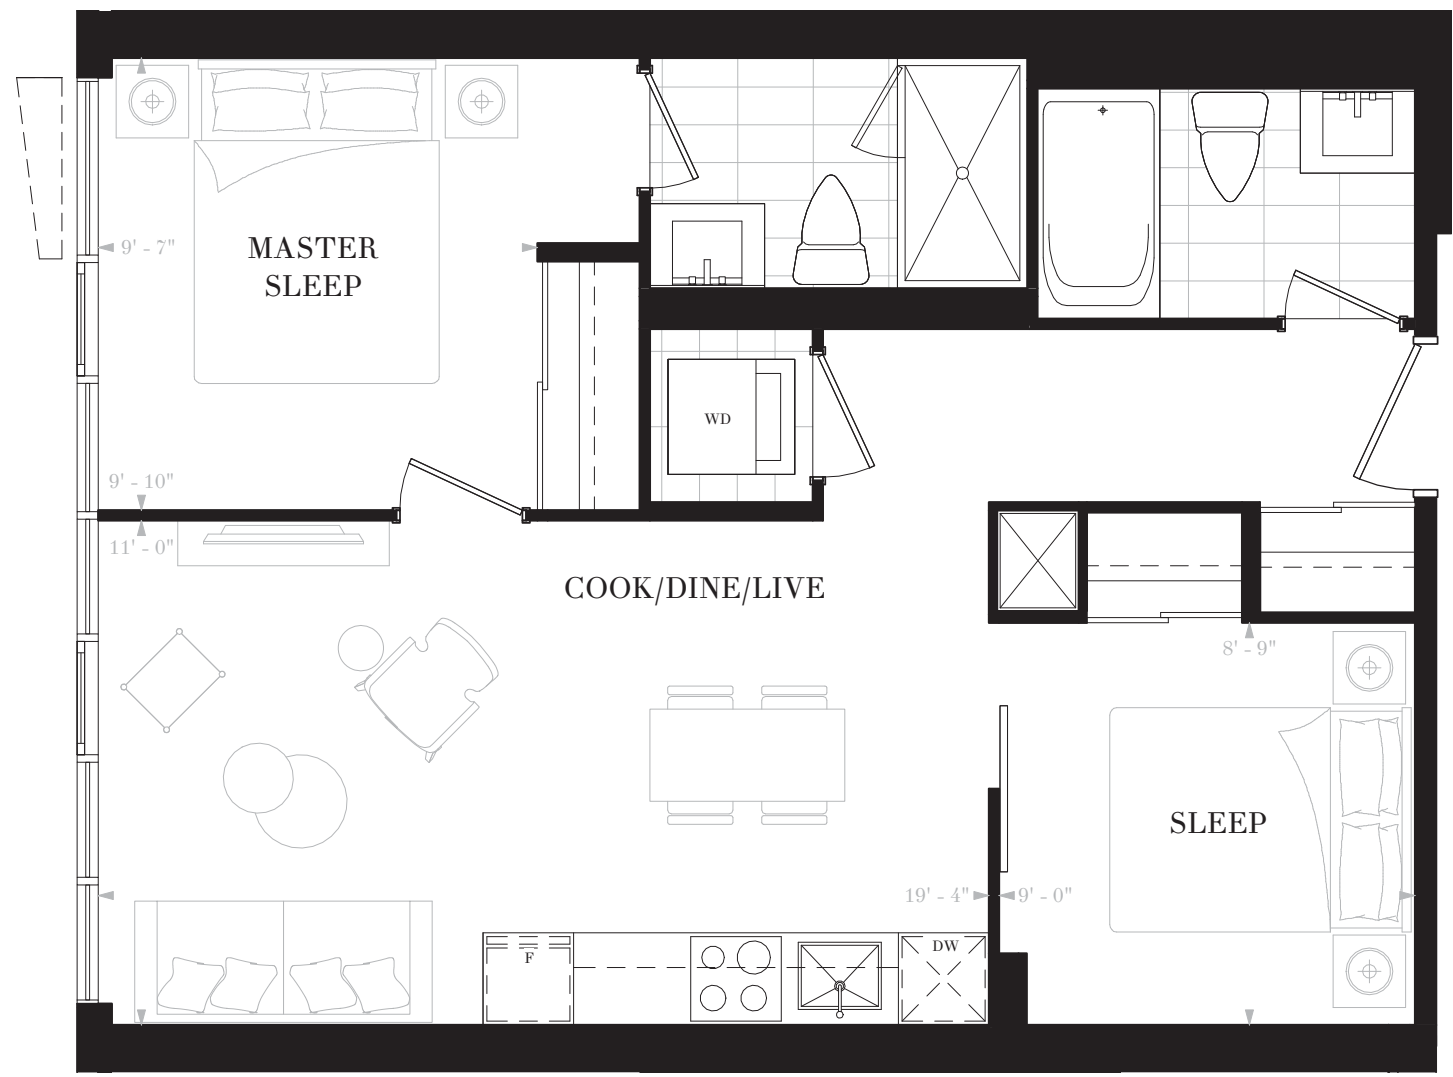 9' - 7"
MASTER
SLEEP
WD
9' - 10"
11' - 0"
COOK/DINE/LIVE
8' - 9"
SLEEP
19' - 4"
9' - 0"
F
DW